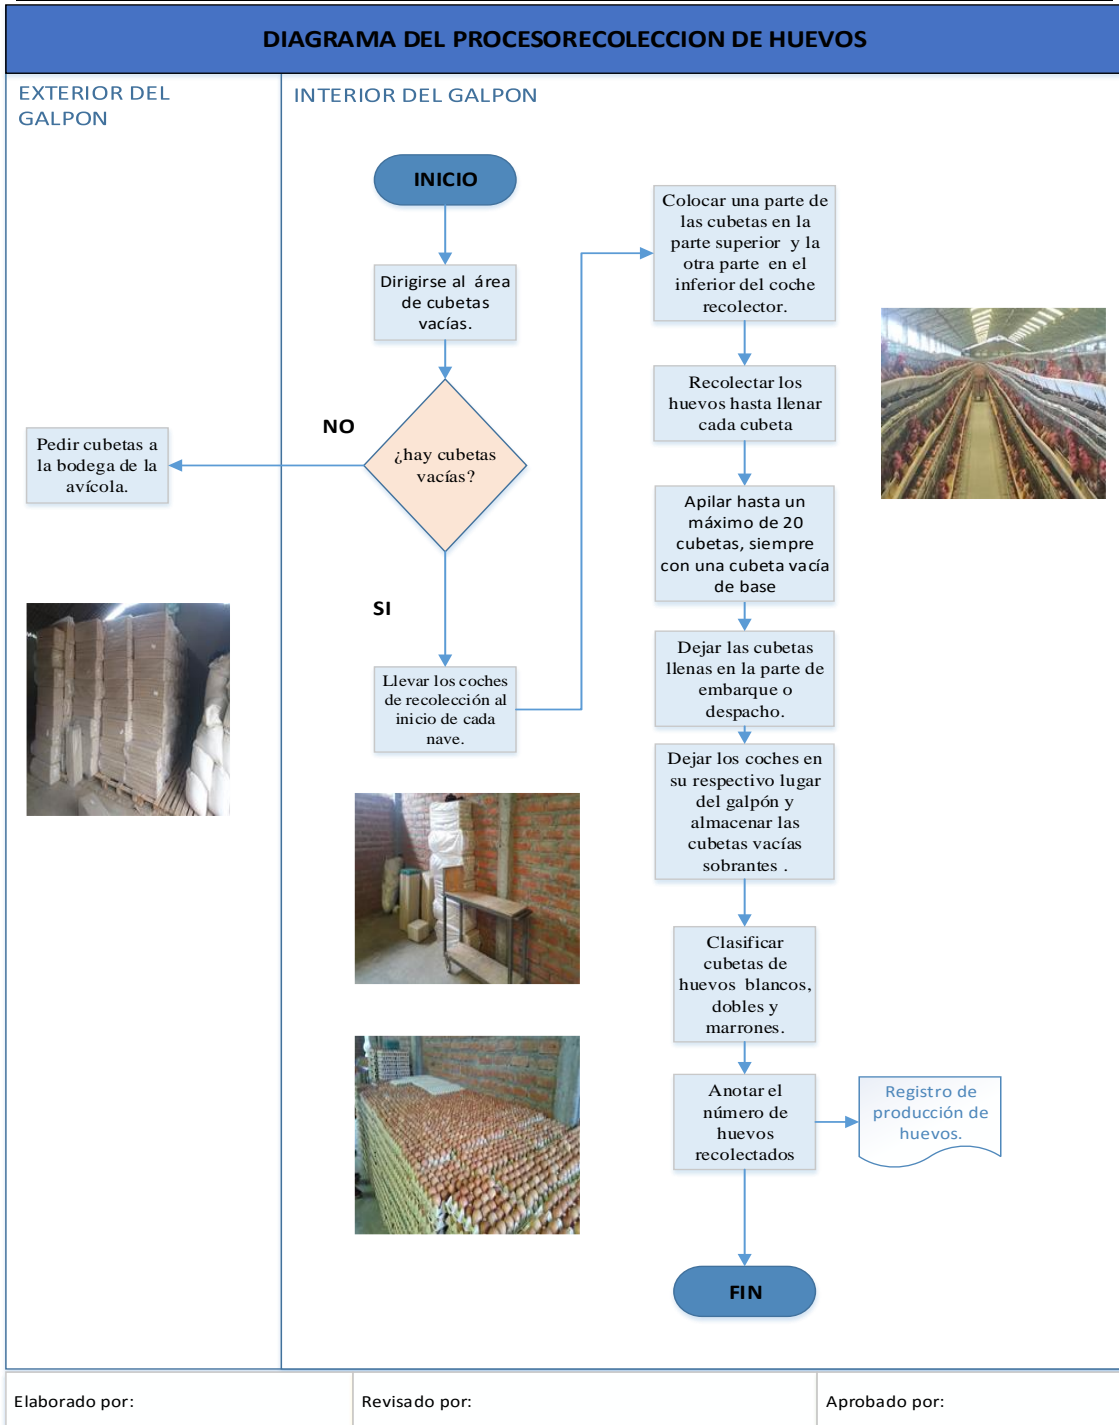 DIAGRAMA DEL PROCESORECOLECCION DE HUEVOS
EXTERIOR DEL
GALPON
INTERIOR DEL GALPON
INICIO
Dirigirse al área
de cubetas
vacías.
¿hay cubetas
vacías?
NO
Pedir cubetas a
la bodega de la
avícola.
SI
Llevar los coches
de recolección al
inicio de cada
nave.
Colocar una parte de
las cubetas en la
parte superior y la
otra parte en el
inferior del coche
recolector.
Recolectar los
huevos hasta llenar
cada cubeta
Apilar hasta un
máximo de 20
cubetas, siempre
con una cubeta vacía
de base
Dejar las cubetas
llenas en la parte de
embarque o
despacho.
Dejar los coches en
su respectivo lugar
del galpón y
almacenar las
cubetas vacías
sobrantes .
Clasificar
cubetas de
huevos blancos,
dobles y
marrones.
Anotar el
número de
huevos
recolectados
Registro de
producción de
huevos.
FIN
Elaborado por:
Revisado por:
Aprobado por: